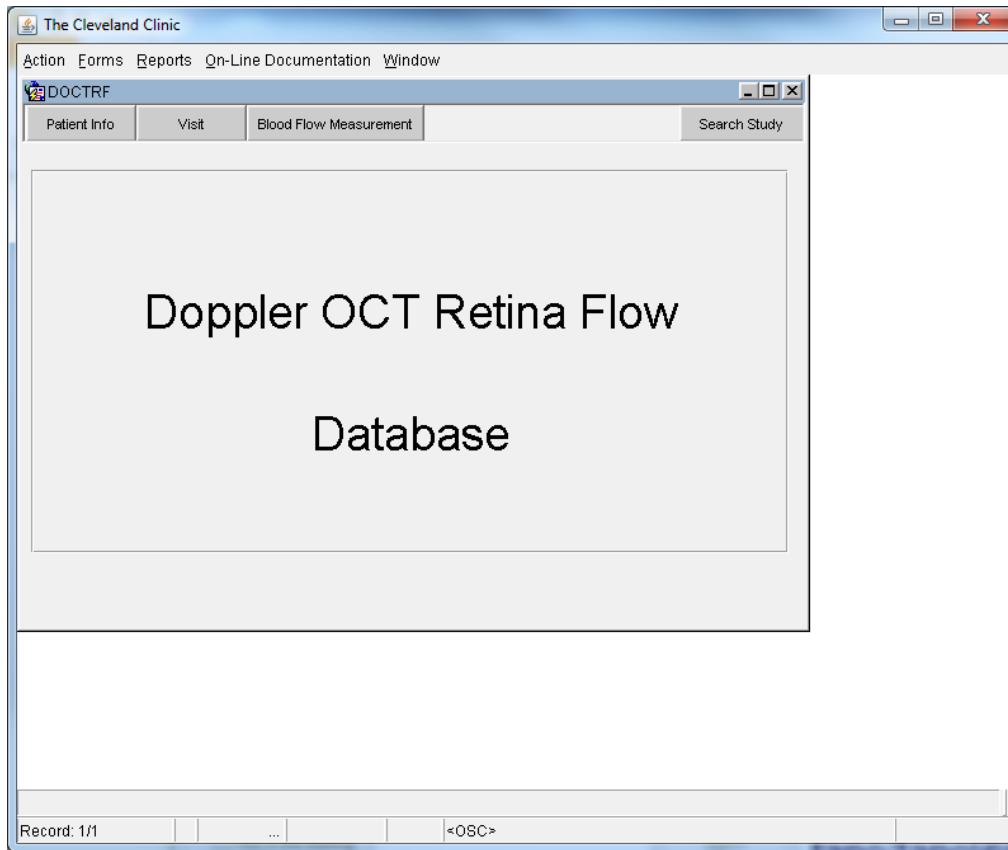 The Cleveland Clinic
Action Forms Reports On-Line Documentation Window
DOCTRF
Patient Info Visit Blood Flow Measurement Search Study
Doppler OCT Retina Flow
Database
Record: 1/1 ... <OSC>